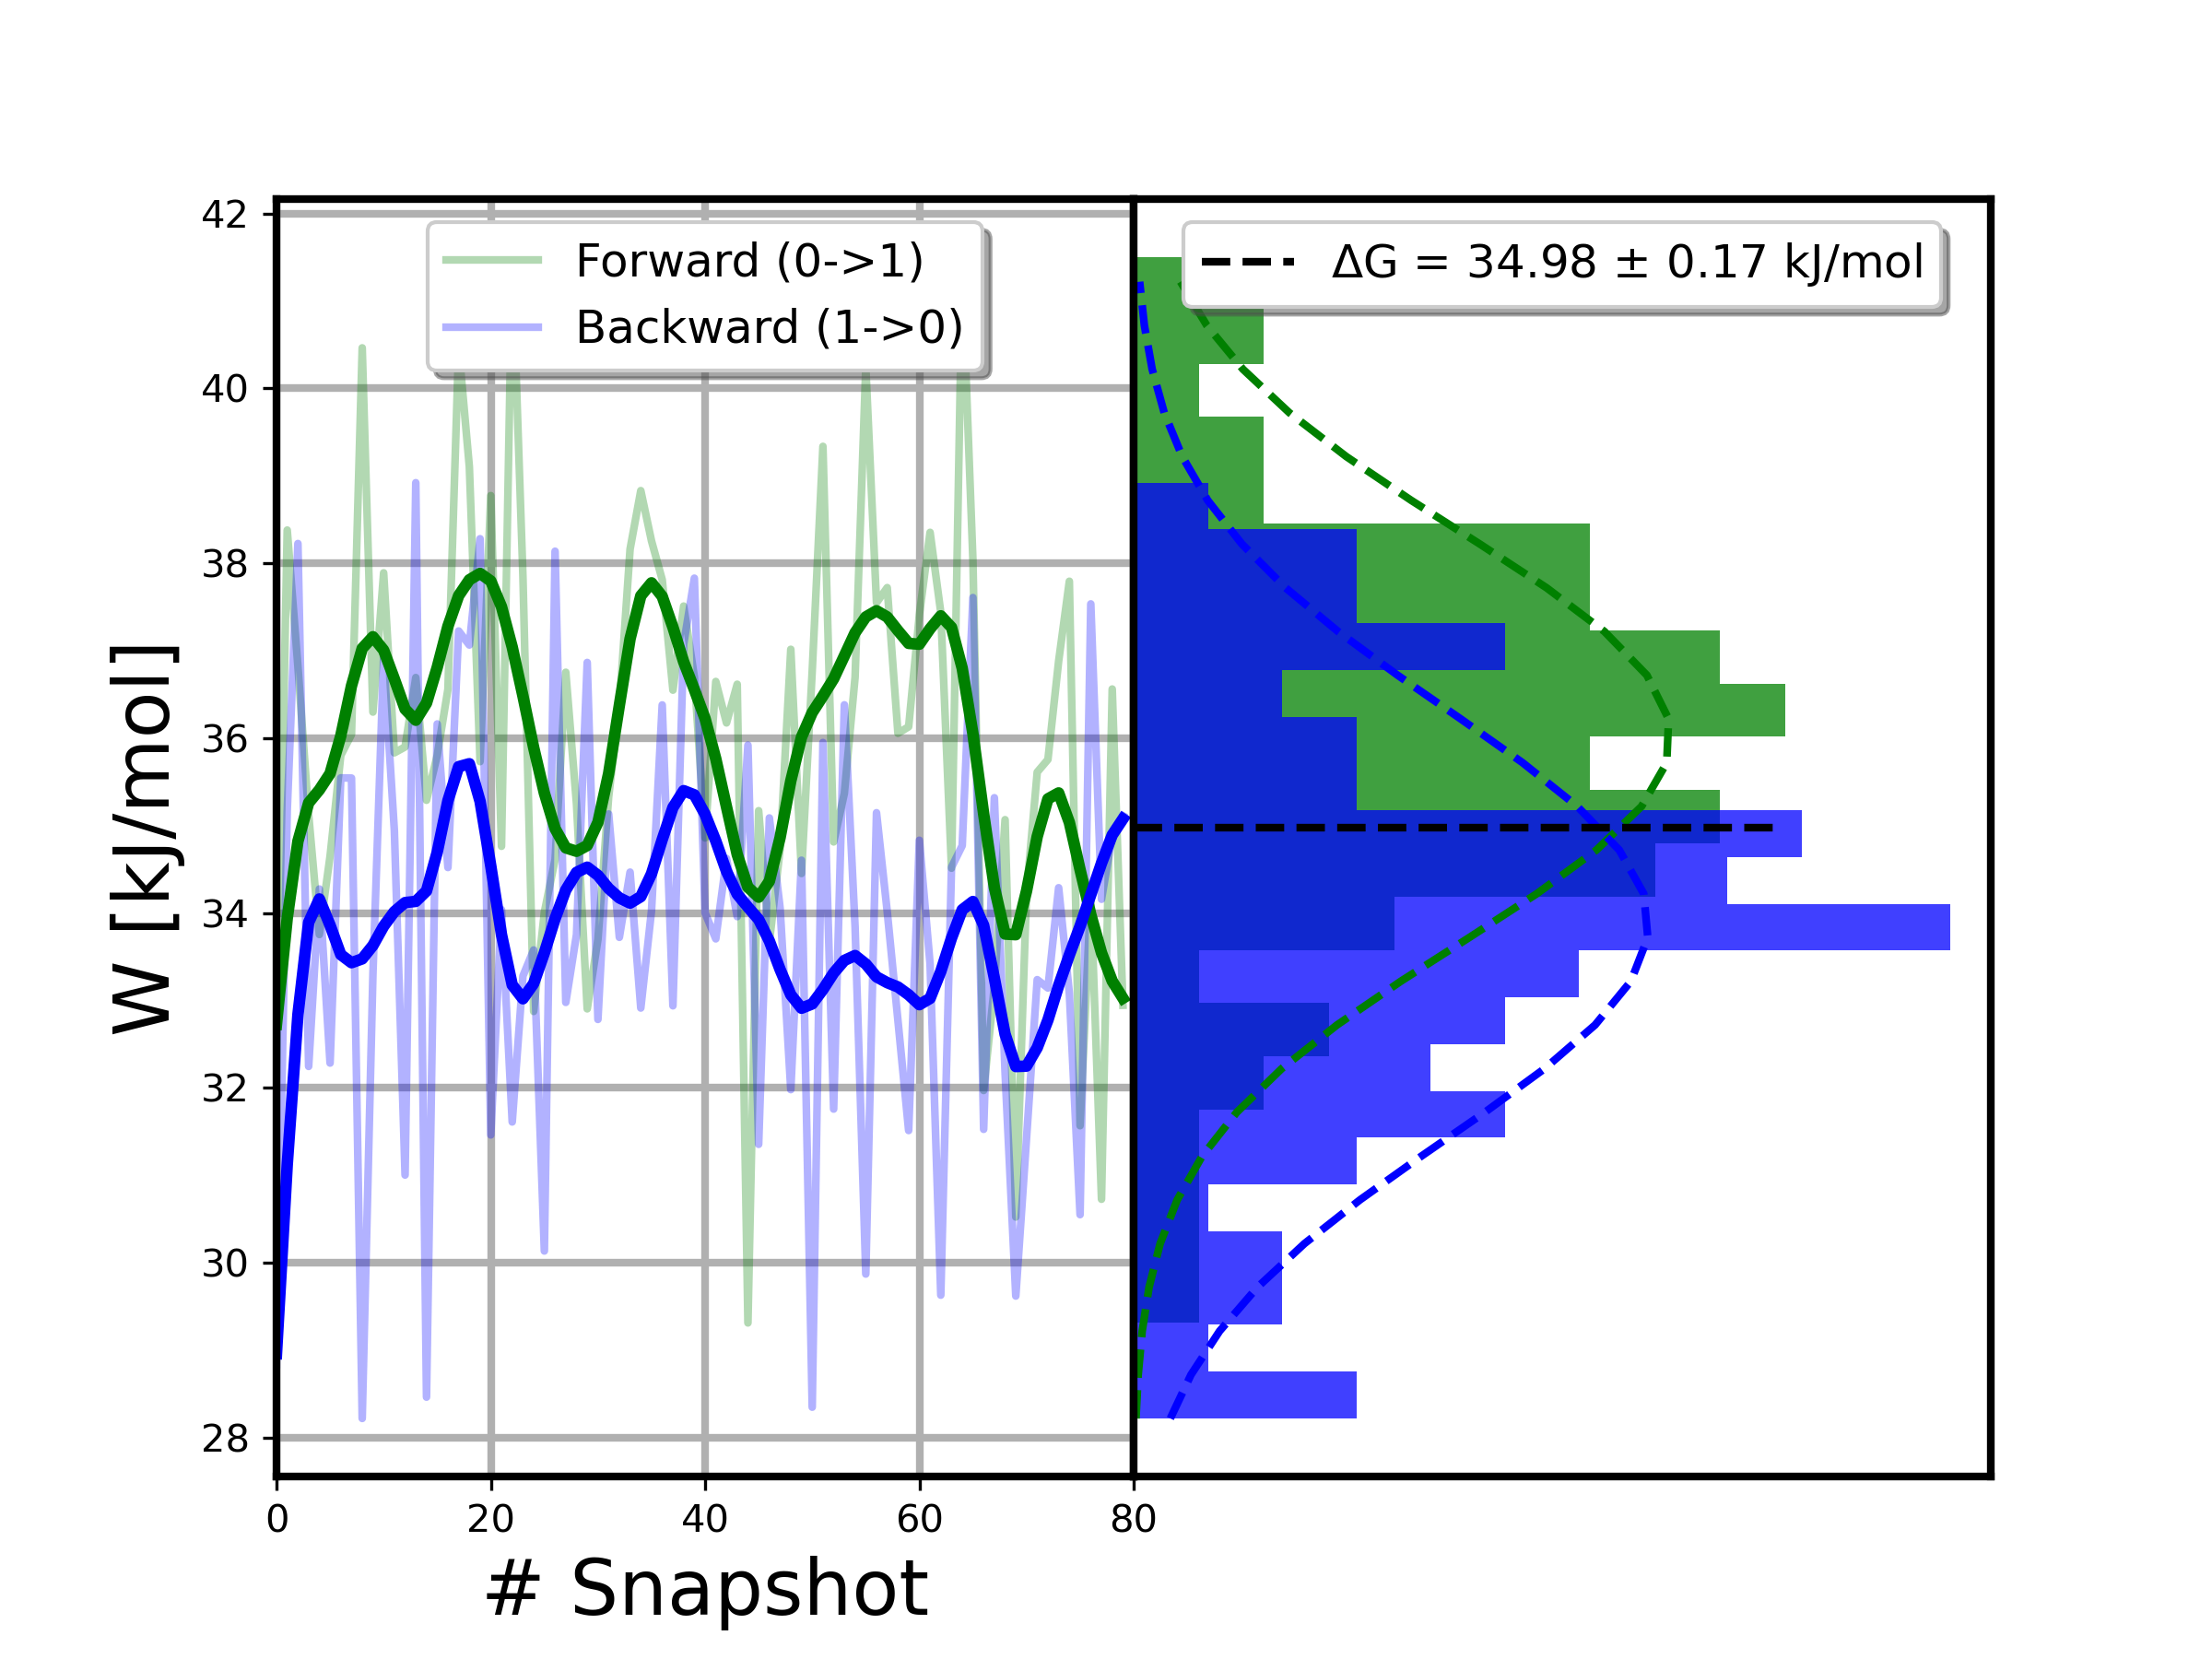 42
40
38
36
34
32
30
28
W [kJ/mol]
Forward (0->1)
Backward (1->0)
ΔG = 34.98 ± 0.17 kJ/mol
0 20 40 60 80
# Snapshot